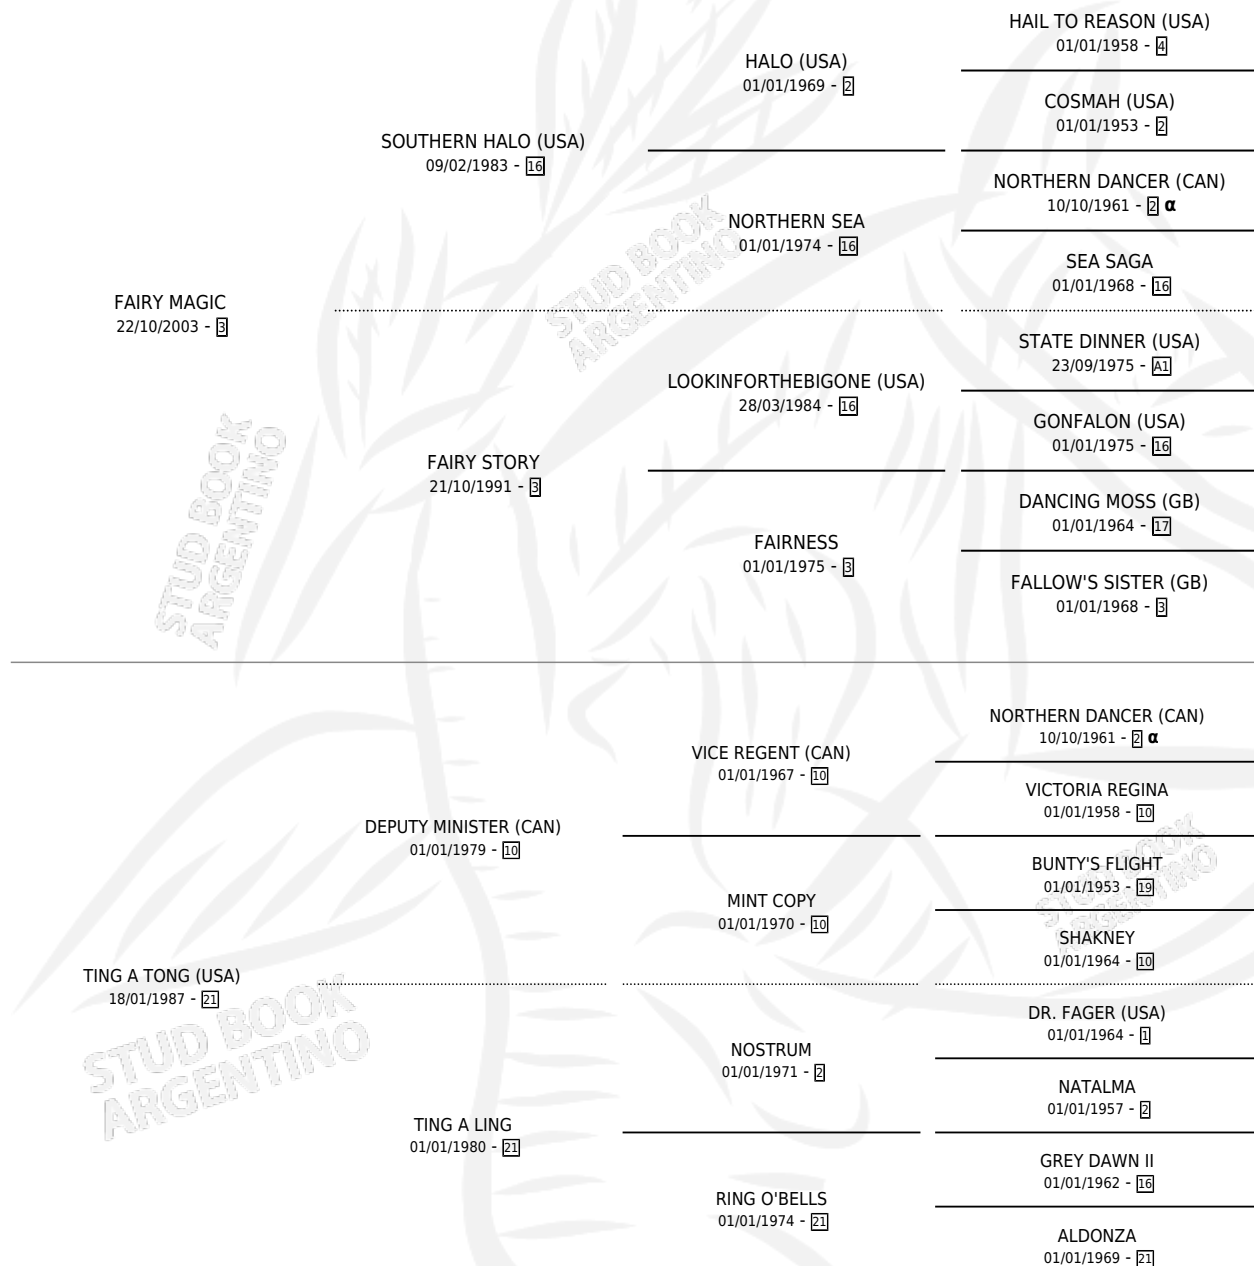 HAIL TO REASON (USA)
01/01/1958 - 4
HALO (USA)
01/01/1969 - 2
COSMAH (USA)
01/01/1953 - 2
SOUTHERN HALO (USA)
09/02/1983 - 16
NORTHERN DANCER (CAN)
10/10/1961 - 2 α
NORTHERN SEA
01/01/1974 - 16
SEA SAGA
01/01/1968 - 16
STUD BOOK
ARGENTINO
FAIRY MAGIC
22/10/2003 - 3
STATE DINNER (USA)
23/09/1975 - A1
LOOKINFORTHEBIGONE (USA)
28/03/1984 - 16
GONFALON (USA)
01/01/1975 - 16
FAIRY STORY
21/10/1991 - 3
DANCING MOSS (GB)
01/01/1964 - 17
FAIRNESS
01/01/1975 - 3
FALLOW'S SISTER (GB)
01/01/1968 - 3
STUD BOOK
ARGENTINO
NORTHERN DANCER (CAN)
10/10/1961 - 2 α
VICE REGENT (CAN)
01/01/1967 - 10
VICTORIA REGINA
01/01/1958 - 10
DEPUTY MINISTER (CAN)
01/01/1979 - 10
BUNTY'S FLIGHT
01/01/1953 - 19
MINT COPY
01/01/1970 - 10
SHAKNEY
01/01/1964 - 10
STUD BOOK
ARGENTINO
TING A TONG (USA)
18/01/1987 - 21
DR. FAGER (USA)
01/01/1964 - 1
NOSTRUM
01/01/1971 - 2
NATALMA
01/01/1957 - 2
TING A LING
01/01/1980 - 21
GREY DAWN II
01/01/1962 - 16
RING O'BELLS
01/01/1974 - 21
ALDONZA
01/01/1969 - 21
STUD BOOK
ARGENTINO